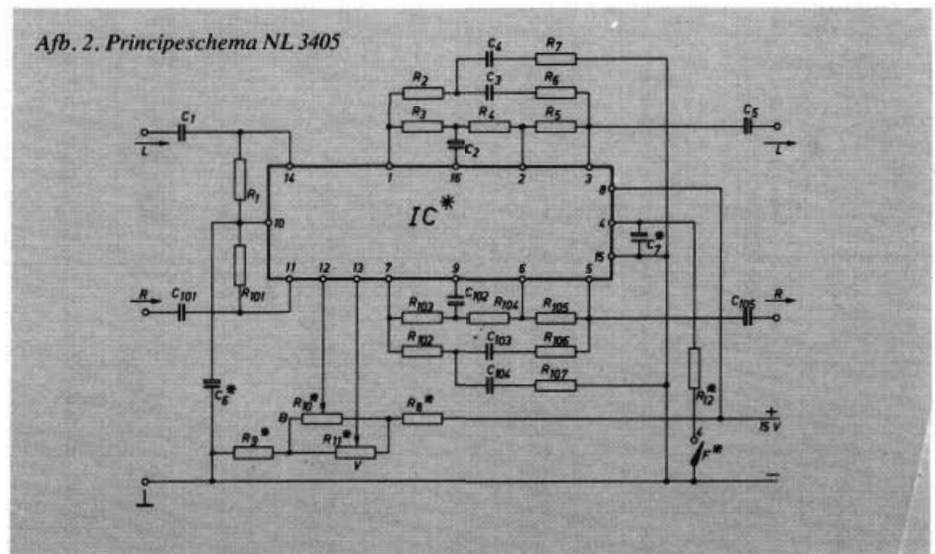 Afb. 2. Principeschema NL 3405
C4 R7
R2 C3 R6
C1 R3 R4 R5 C5
L C2 L
14 1 16 2 3
R1 8
10 IC* 4
C7*
15
R101
11 12 13 7 9 6 5
R C101 C102 C105 R
R103 R104 R105
R102 C103 R106
C104 R107
C6* R12*
R10* R8* +
B 15 V
R9* R11* 4
V F*
−